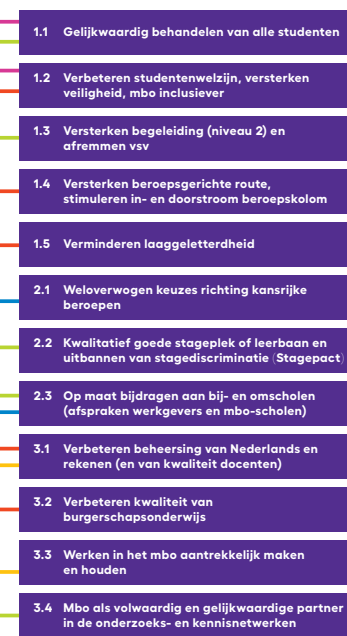 1.1 Gelijkwaardig behandelen van alle studenten
1.2 Verbeteren studentenwelzijn, versterken
veiligheid, mbo inclusiever
1.3 Versterken begeleiding (niveau 2) en
afremmen vsv
1.4 Versterken beroepsgerichte route,
stimuleren in- en doorstroom beroepskolom
1.5 Verminderen laaggeletterdheid
2.1 Weloverwogen keuzes richting kansrijke
beroepen
2.2 Kwalitatief goede stageplek of leerbaan en
uitbannen van stagediscriminatie (Stagepact)
2.3 Op maat bijdragen aan bij- en omscholen
(afspraken werkgevers en mbo-scholen)
3.1 Verbeteren beheersing van Nederlands en
rekenen (en van kwaliteit docenten)
3.2 Verbeteren kwaliteit van
burgerschapsonderwijs
3.3 Werken in het mbo aantrekkelijk maken
en houden
3.4 Mbo als volwaardig en gelijkwaardige partner
in de onderzoeks- en kennisnetwerken